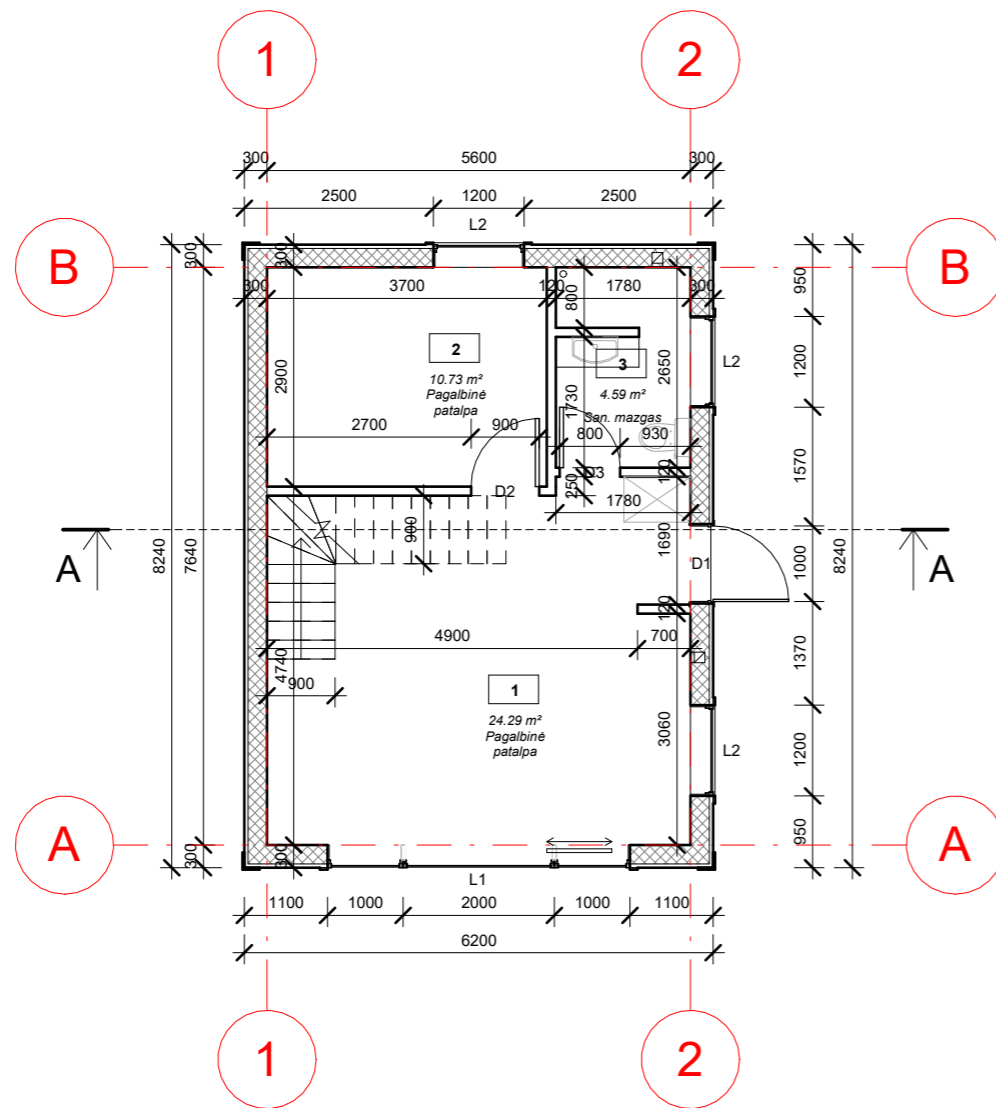 1
2
300
5600
300
2500
1200
2500
L2
B
B
300
300
950
300
3700
120
1780
300
800
2
10.73 m²
Pagalbinė
patalpa
3
4.59 m²
San. mazgas
2650
L2
1200
2900
1730
2700
900
800
930
D2
D3
250
120
1780
1570
A
A
8240
7640
900
1690
D1
1000
8240
120
4900
700
1370
4740
900
1
24.29 m²
Pagalbinė
patalpa
3060
L2
1200
A
A
300
300
950
L1
1100
1000
2000
1000
1100
6200
1
2